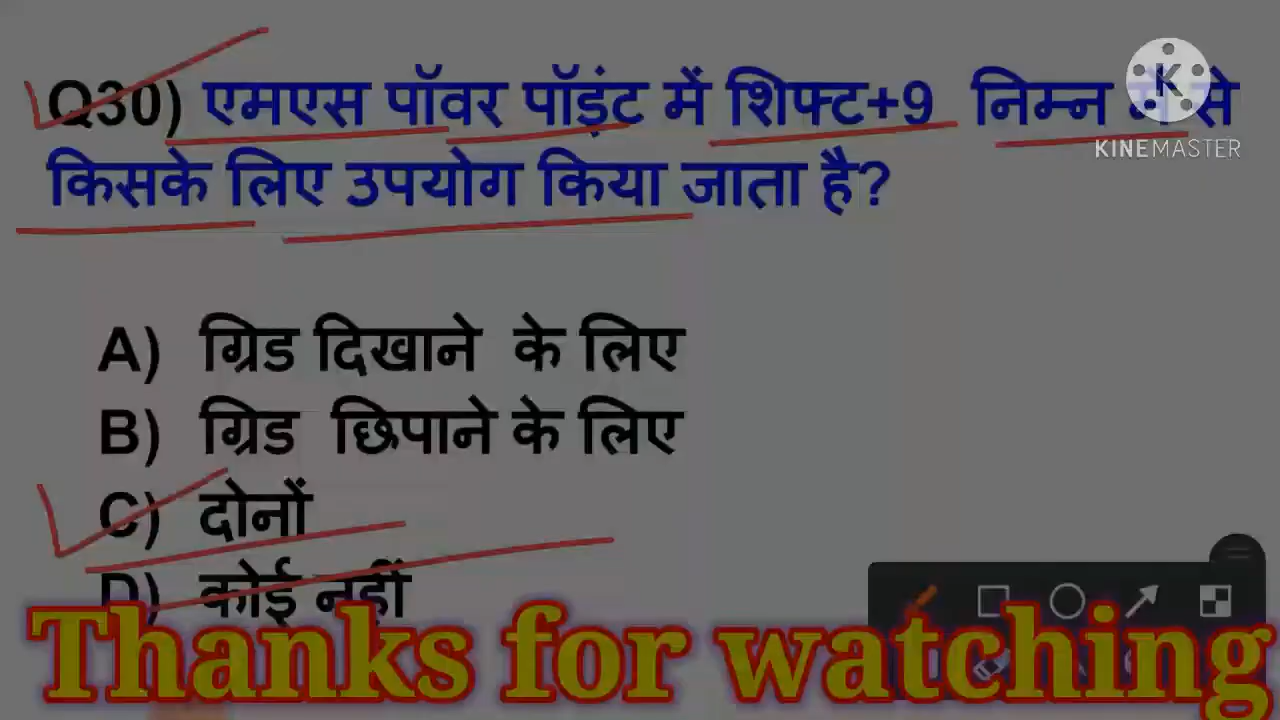 Q30) एमएस पॉवर पॉइंट में शिफ्ट+9 निम्न में से
KINEMASTER
किसके लिए उपयोग किया जाता है?
A) ग्रिड दिखाने के लिए
B) ग्रिड छिपाने के लिए
C) दोनों
D) कोई नहीं
Thanks for watching